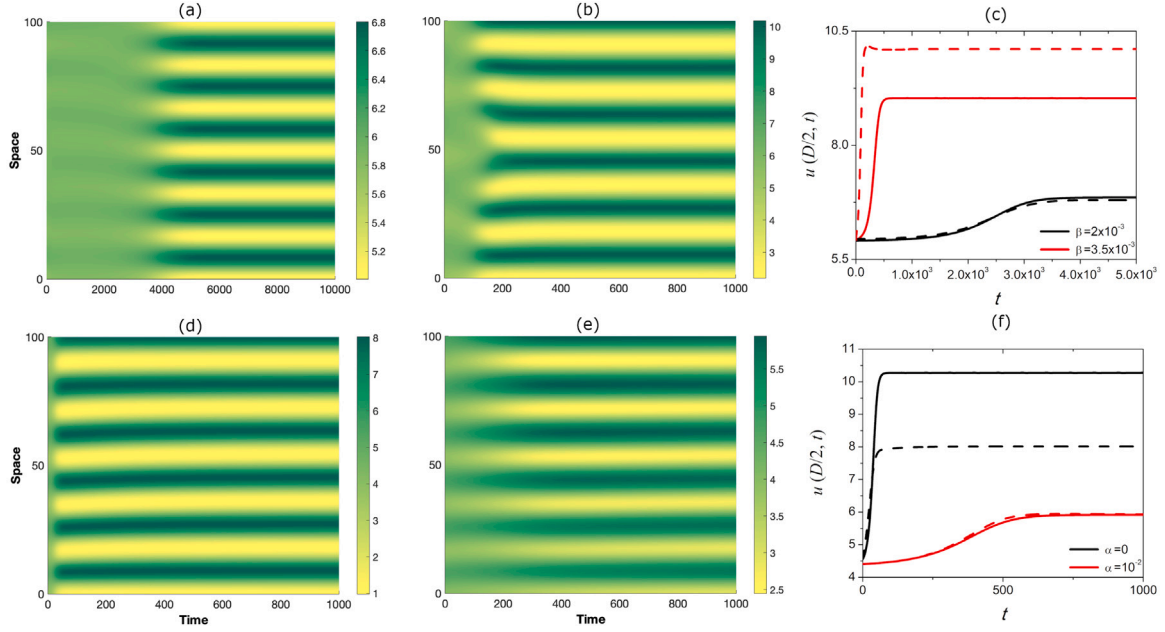 (a)
100
50
0
Space
0 2000 4000 6000 8000 10000
6.8
6.6
6.4
6.2
6
5.8
5.6
5.4
5.2
5
(b)
100
50
0
0 200 400 600 800 1000
10
9
8
7
6
5
4
3
(c)
10.5
8.0
5.5
u (D/2, t)
β=2x10⁻³
β=3.5x10⁻³
0.0 1.0x10³ 2.0x10³ 3.0x10³ 4.0x10³ 5.0x10³
t
(d)
100
50
0
Space
0 200 400 600 800 1000
Time
8
7
6
5
4
3
2
1
(e)
100
50
0
0 200 400 600 800 1000
Time
5.5
5
4.5
4
3.5
3
2.5
(f)
11
10
9
8
7
6
5
4
u (D/2, t)
α=0
α=10⁻²
0 500 1000
t